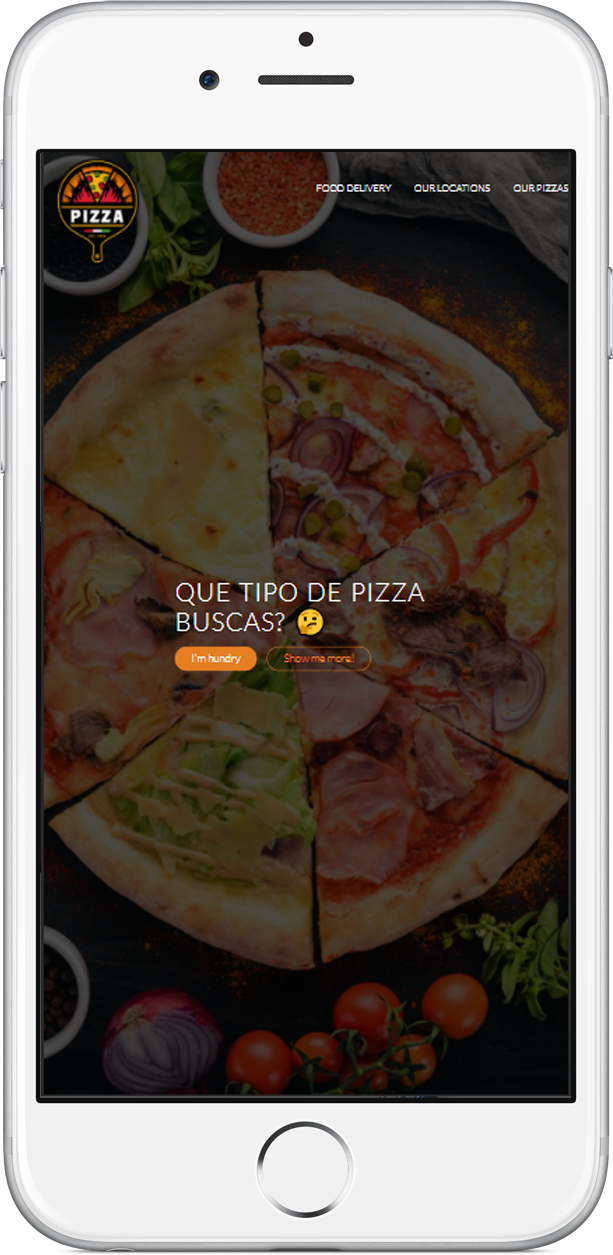 PIZZA
FOOD DELIVERY OUR LOCATIONS OUR PIZZAS
QUE TIPO DE PIZZA
BUSCAS? 🤔
I'm hundry Show me more!